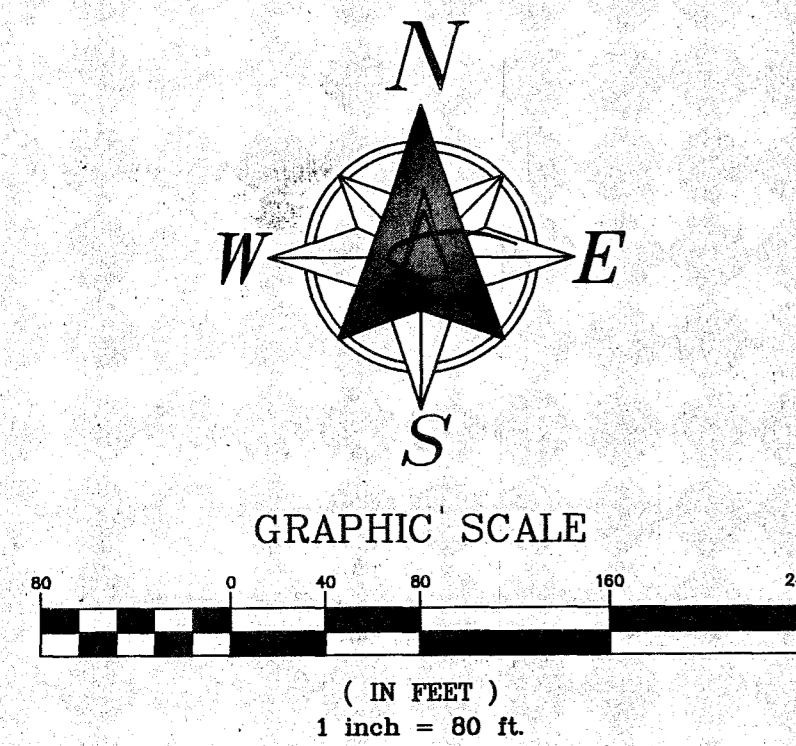 N
W E
S
GRAPHIC SCALE
80 0 40 80 160
( IN FEET )
1 inch = 80 ft.